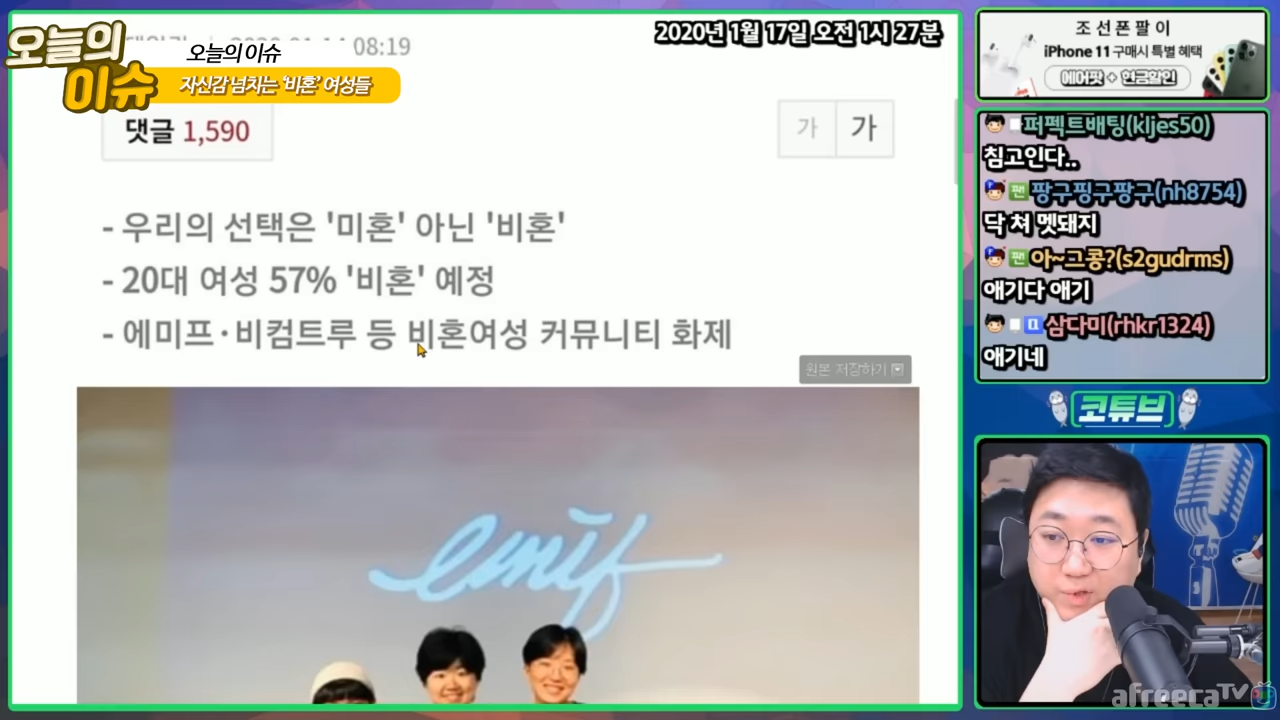 오늘의
이슈
오늘의 이슈
자신감 넘치는 '비혼' 여성들
08:19
2020년 1월 17일 오전 1시 27분
댓글 1,590
가 가
- 우리의 선택은 '미혼' 아닌 '비혼'
- 20대 여성 57% '비혼' 예정
- 에미프·비컴트루 등 비혼여성 커뮤니티 화제
원본 저장하기
emif
조선폰팔이
iPhone 11 구매시 특별 혜택
에어팟 + 현금할인
퍼펙트배팅(kljes50)
침고인다..
팬 팡구핑구팡구(nh8754)
닥쳐 멧돼지
팬 아~그콩?(s2gudrms)
얘기다 얘기
삼다미(rhkr1324)
얘기네
코튜브
afreecaTV